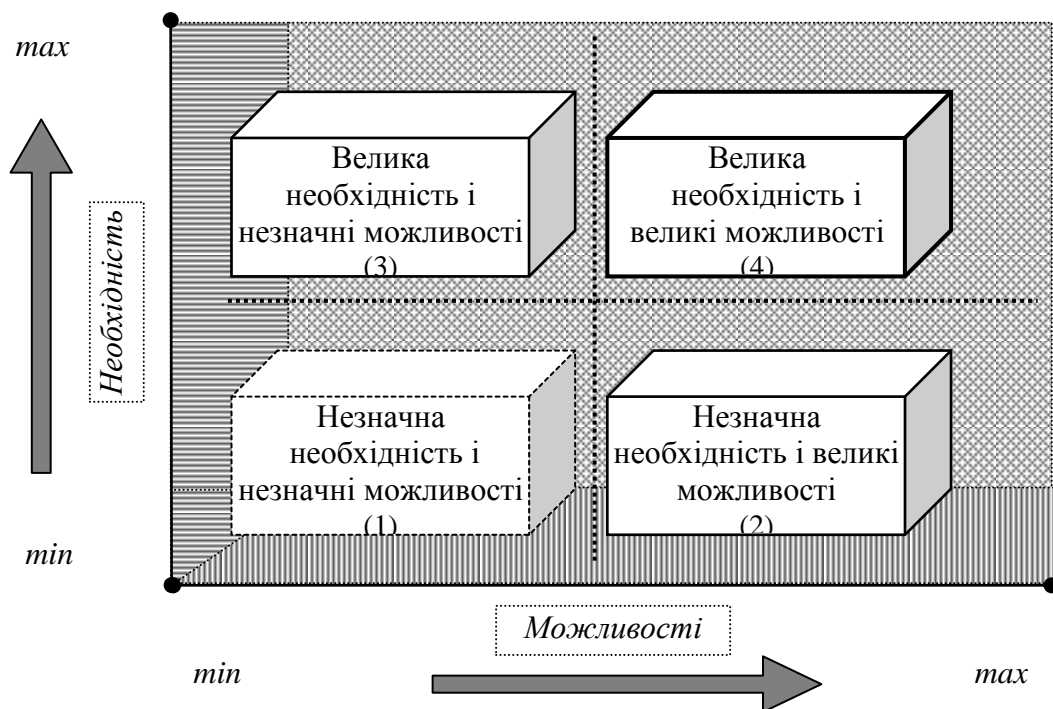 max
Необхідність
min
Велика
необхідність і
незначні можливості
(3)
Велика
необхідність і
великі можливості
(4)
Незначна
необхідність і
незначні можливості
(1)
Незначна
необхідність і великі
можливості
(2)
Можливості
min
max